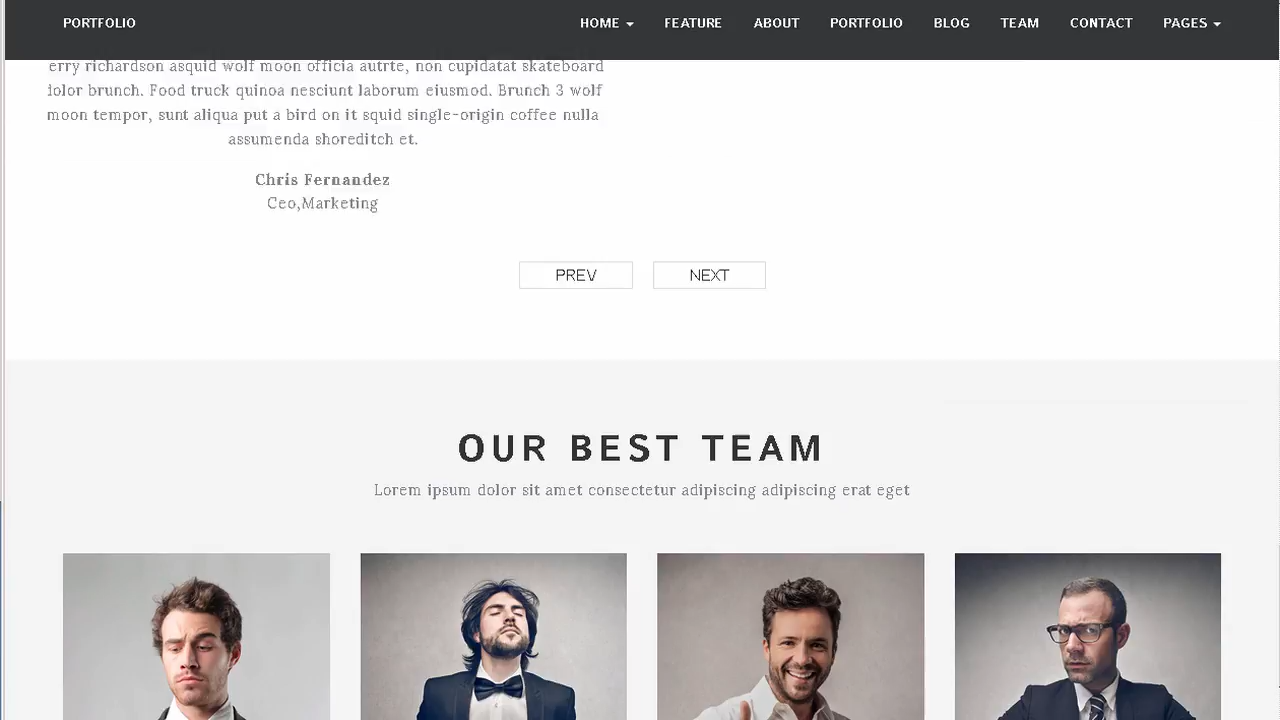 PORTFOLIO HOME FEATURE ABOUT PORTFOLIO BLOG TEAM CONTACT PAGES
erry richardson asquid wolf moon officia autrte, non cupidatat skateboard
iolor brunch. Food truck quinoa nesciunt laborum eiusmod. Brunch 3 wolf
moon tempor, sunt aliqua put a bird on it squid single-origin coffee nulla
assumenda shoreditch et.
Chris Fernandez
Ceo,Marketing
PREV NEXT
OUR BEST TEAM
Lorem ipsum dolor sit amet consectetur adipiscing adipiscing erat eget